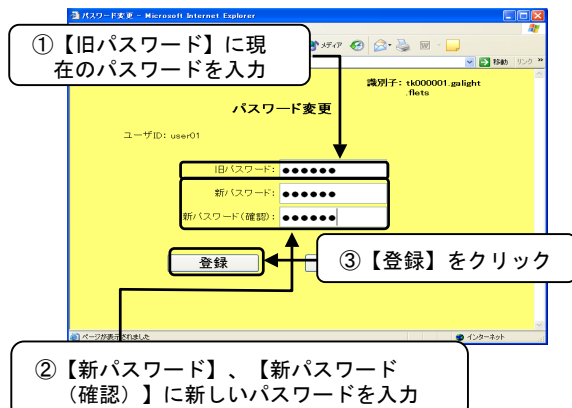 パスワード変更 - Microsoft Internet Explorer
①【旧パスワード】に現
在のパスワードを入力
メディア
移動 リンク »
識別子: tk000001.galight
.flets
パスワード変更
ユーザID: user01
旧パスワード: ●●●●●●
新パスワード: ●●●●●●
新パスワード(確認): ●●●●●●
登録
③【登録】をクリック
ページが表示されました
インターネット
②【新パスワード】、【新パスワード
(確認)】に新しいパスワードを入力